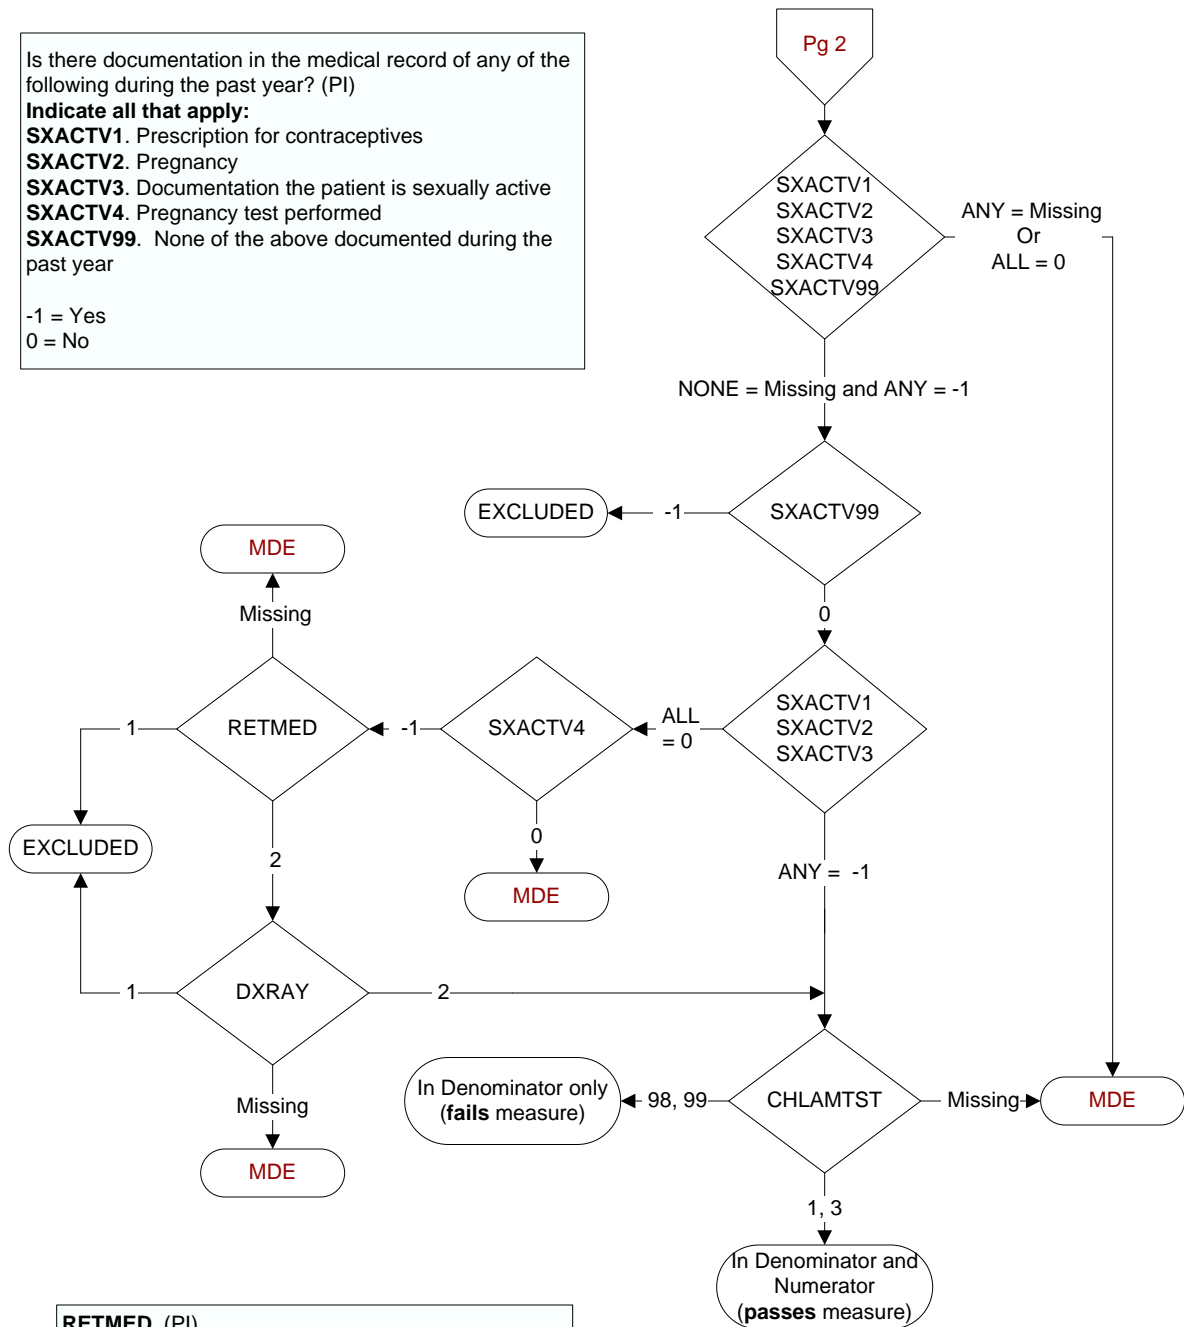 Is there documentation in the medical record of any of the
following during the past year? (PI)
Indicate all that apply:
SXACTV1. Prescription for contraceptives
SXACTV2. Pregnancy
SXACTV3. Documentation the patient is sexually active
SXACTV4. Pregnancy test performed
SXACTV99.  None of the above documented during the
past year
-1 = Yes
0 = No
Pg 2
SXACTV1
SXACTV2
SXACTV3
SXACTV4
SXACTV99
ANY = Missing
Or
ALL = 0
NONE = Missing and ANY = -1
SXACTV99
-1
EXCLUDED
0
SXACTV1
SXACTV2
SXACTV3
ALL
= 0
SXACTV4
-1
RETMED
Missing
MDE
1
EXCLUDED
2
0
MDE
ANY =  -1
DXRAY
1
2
Missing
MDE
CHLAMTST
98, 99
In Denominator only
(fails measure)
Missing
MDE
1, 3
In Denominator and
Numerator
(passes measure)
RETMED  (PI)